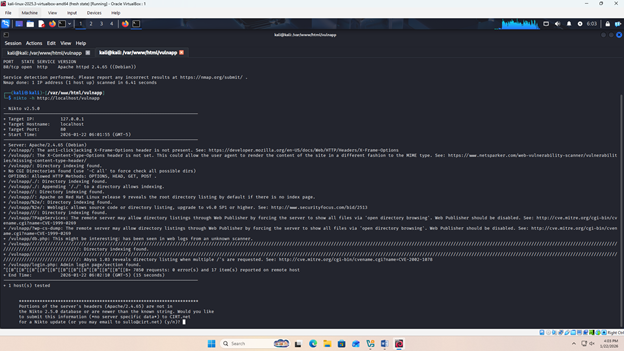 kali-linux-2025.3-virtualbox-amd64 (fresh state) [Running] - Oracle VirtualBox : 1
File Machine View Input Devices Help
1 2 3 4
6:03
kali@kali: /var/www/html/vulnapp
Session Actions Edit View Help
kali@kali: /var/www/html/vulnapp kali@kali: /var/www/html/vulnapp
PORT STATE SERVICE VERSION
80/tcp open http Apache httpd 2.4.65 ((Debian))
Service detection performed. Please report any incorrect results at https://nmap.org/submit/ .
Nmap done: 1 IP address (1 host up) scanned in 6.41 seconds
(kali㉿kali)-[/var/www/html/vulnapp]
$ nikto -h http://localhost/vulnapp
- Nikto v2.5.0
+ Target IP: 127.0.0.1
+ Target Hostname: localhost
+ Target Port: 80
+ Start Time: 2026-01-22 06:01:55 (GMT-5)
+ Server: Apache/2.4.65 (Debian)
+ /vulnapp/: The anti-clickjacking X-Frame-Options header is not present. See: https://developer.mozilla.org/en-US/docs/Web/HTTP/Headers/X-Frame-Options
+ /vulnapp/: The X-Content-Type-Options header is not set. This could allow the user agent to render the content of the site in a different fashion to the MIME type. See: https://www.netsparker.com/web-vulnerability-scanner/vulnerabilit
ies/missing-content-type-header/
+ /vulnapp/: Directory indexing found.
+ No CGI Directories found (use '-C all' to force check all possible dirs)
+ OPTIONS: Allowed HTTP Methods: OPTIONS, HEAD, GET, POST .
+ /vulnapp/./: Directory indexing found.
+ /vulnapp/./: Appending '/./' to a directory allows indexing.
+ /vulnapp//: Directory indexing found.
+ /vulnapp//: Apache on Red Hat Linux release 9 reveals the root directory listing by default if there is no index page.
+ /vulnapp/%2e/: Directory indexing found.
+ /vulnapp/%2e/: Weblogic allows source code or directory listing, upgrade to v6.0 SP1 or higher. See: http://www.securityfocus.com/bid/2513
+ /vulnapp///: Directory indexing found.
+ /vulnapp/?PageServices: The remote server may allow directory listings through Web Publisher by forcing the server to show all files via 'open directory browsing'. Web Publisher should be disabled. See: http://cve.mitre.org/cgi-bin/cv
ename.cgi?name=CVE-1999-0269
+ /vulnapp/?wp-cs-dump: The remote server may allow directory listings through Web Publisher by forcing the server to show all files via 'open directory browsing'. Web Publisher should be disabled. See: http://cve.mitre.org/cgi-bin/cven
ame.cgi?name=CVE-1999-0269
+ /vulnapp/db.php: This might be interesting: has been seen in web logs from an unknown scanner.
Directory indexing found.
Abyss 1.03 reveals directory listing when multiple /'s are requested. See: http://cve.mitre.org/cgi-bin/cvename.cgi?name=CVE-2002-1078
+ /vulnapp/login.php: Admin login page/section found.
+ 7850 requests: 0 error(s) and 17 item(s) reported on remote host
+ End Time: 2026-01-22 06:02:10 (GMT-5) (15 seconds)
+ 1 host(s) tested
Portions of the server's headers (Apache/2.4.65) are not in
the Nikto 2.5.0 database or are newer than the known string. Would you like
to submit this information (*no server specific data*) to CIRT.net
for a Nikto update (or you may email to sullo@cirt.net) (y/n)?
Right Ctrl
Search
4:03 PM
1/22/2026